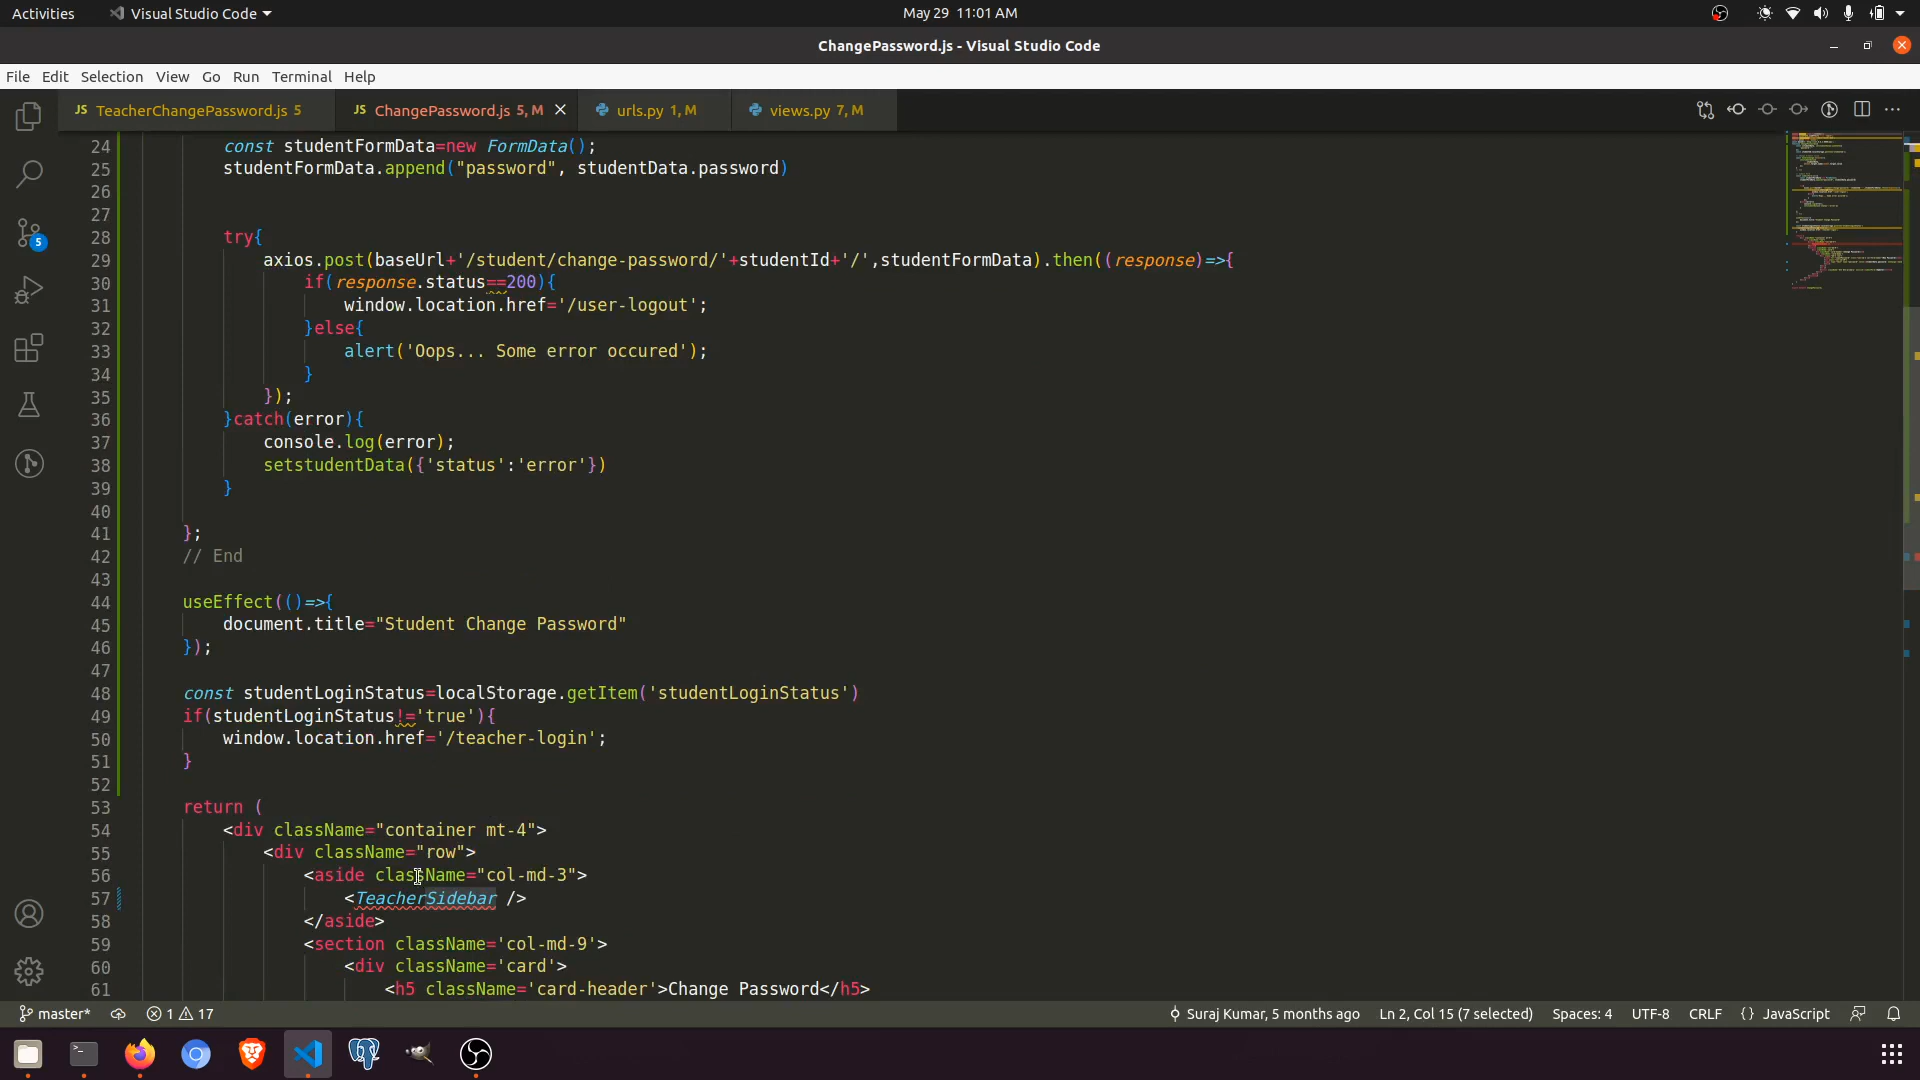 Activities Visual Studio Code May 29 11:01 AM
ChangePassword.js - Visual Studio Code
File Edit Selection View Go Run Terminal Help
JS TeacherChangePassword.js 5 JS ChangePassword.js 5, M urls.py 1, M views.py 7, M
24 const studentFormData=new FormData();
25 studentFormData.append("password", studentData.password)
26
27
28 try{
29 axios.post(baseUrl+'/student/change-password/'+studentId+'/',studentFormData).then((response)=>{
30 if(response.status==200){
31 window.location.href='/user-logout';
32 }else{
33 alert('Oops... Some error occured');
34 }
35 });
36 }catch(error){
37 console.log(error);
38 setstudentData({'status':'error'})
39 }
40
41 };
42 // End
43
44 useEffect(()=>{
45 document.title="Student Change Password"
46 });
47
48 const studentLoginStatus=localStorage.getItem('studentLoginStatus')
49 if(studentLoginStatus!='true'){
50 window.location.href='/teacher-login';
51 }
52
53 return (
54 <div className="container mt-4">
55 <div className="row">
56 <aside className="col-md-3">
57 <TeacherSidebar />
58 </aside>
59 <section className='col-md-9'>
60 <div className='card'>
61 <h5 className='card-header'>Change Password</h5>
5
master* 1 17 Suraj Kumar, 5 months ago Ln 2, Col 15 (7 selected) Spaces: 4 UTF-8 CRLF {} JavaScript